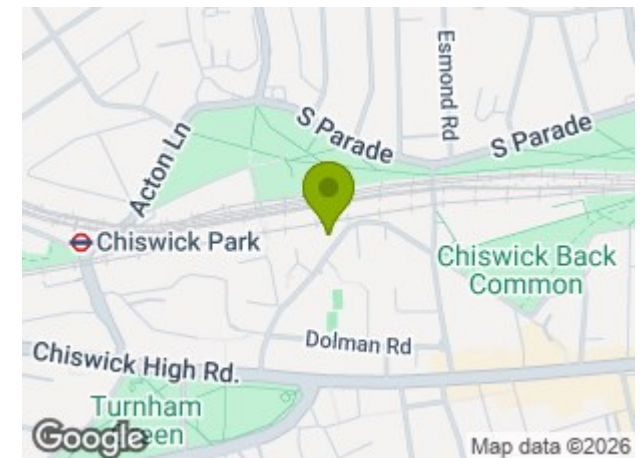 Esmond Rd
S Parade
S Parade
Acton Ln
Chiswick Park
Chiswick Back
Common
Dolman Rd
Chiswick High Rd.
Turnham
Green
Google
Map data ©2026